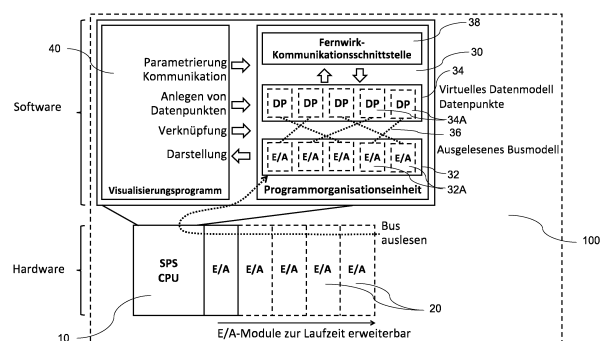 40
38
Fernwirk-
Kommunikationsschnittstelle
30
Parametrierung
Kommunikation
34
Virtuelles Datenmodell
Datenpunkte
Software
Anlegen von
Datenpunkten
DP DP DP DP DP
34A
36
Verknüpfung
Ausgelesenes Busmodell
Darstellung
E/A E/A E/A E/A E/A
32
32A
Visualisierungsprogramm
Programmorganisationseinheit
Bus
auslesen
100
Hardware
SPS
CPU
E/A E/A E/A E/A E/A
20
10
E/A-Module zur Laufzeit erweiterbar